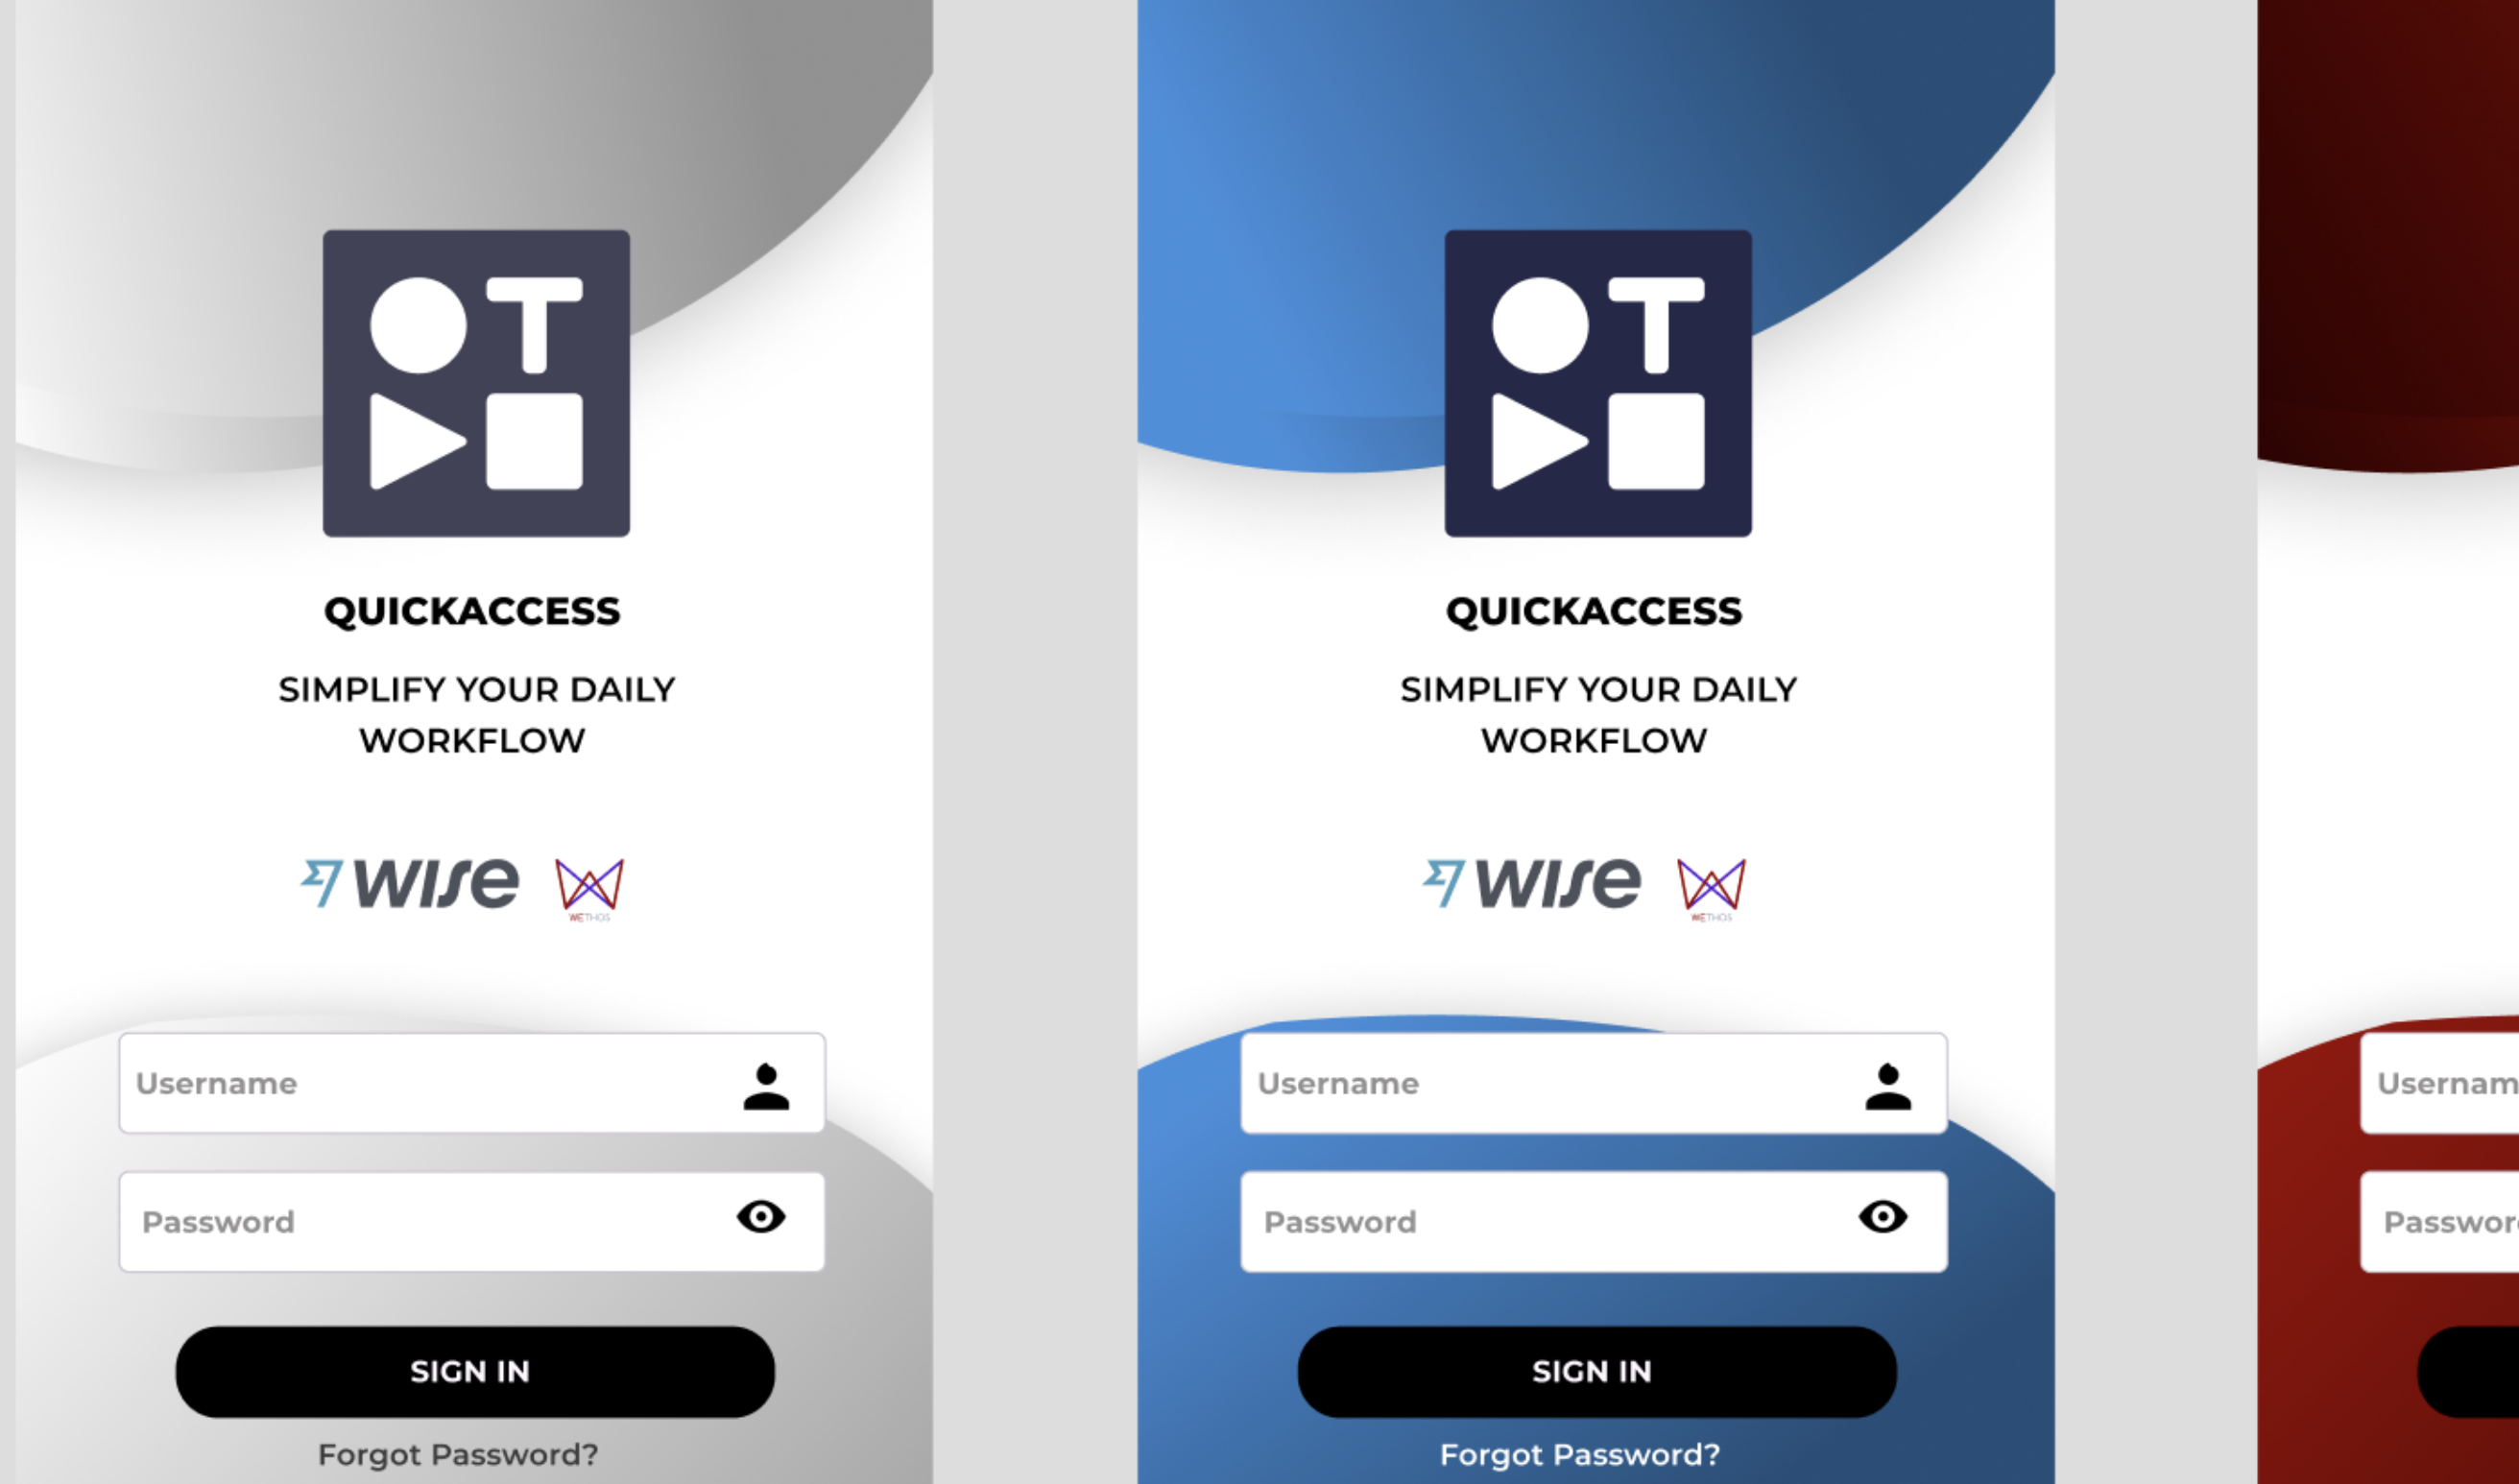 QUICKACCESS
SIMPLIFY YOUR DAILY
WORKFLOW
WISE
WETHOS
Username
Password
SIGN IN
Forgot Password?
QUICKACCESS
SIMPLIFY YOUR DAILY
WORKFLOW
WISE
WETHOS
Username
Password
SIGN IN
Forgot Password?
Usernam
Passwor